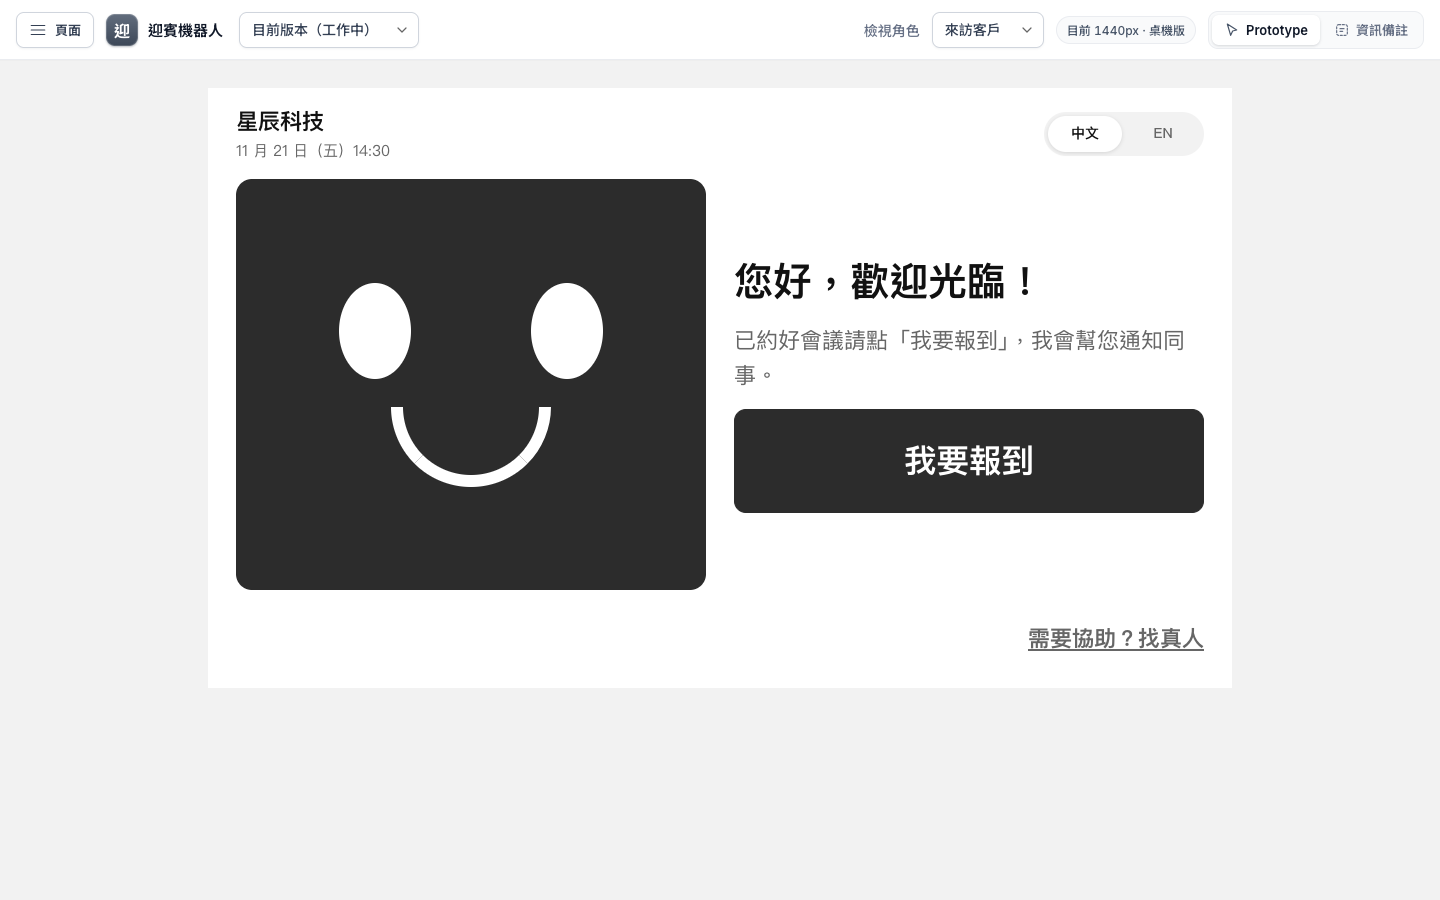 頁面
迎
迎賓機器人
目前版本（工作中）
檢視角色
來訪客戶
目前 1440px · 桌機版
Prototype
資訊備註
星辰科技
11 月 21 日（五）14:30
中文
EN
您好，歡迎光臨！
已約好會議請點「我要報到」，我會幫您通知同
事。
我要報到
需要協助？找真人